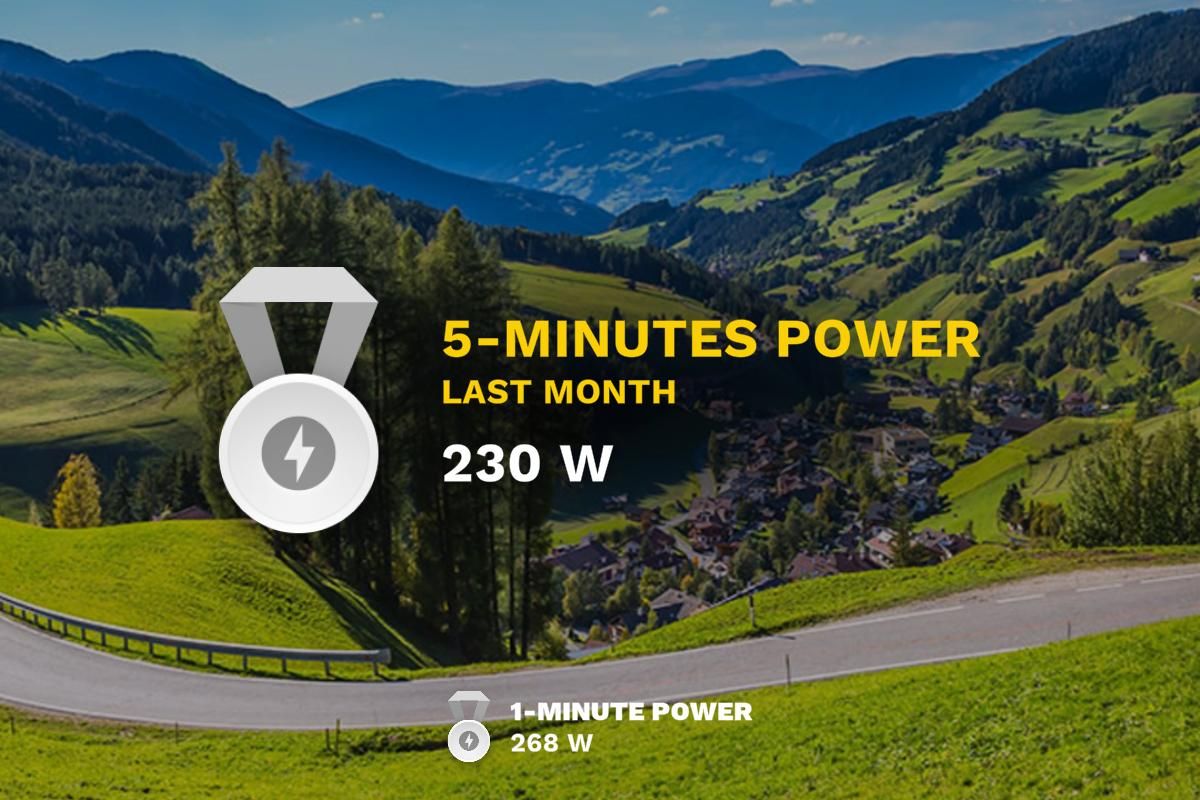 5-MINUTES POWER
LAST MONTH
230 W
1-MINUTE POWER
268 W